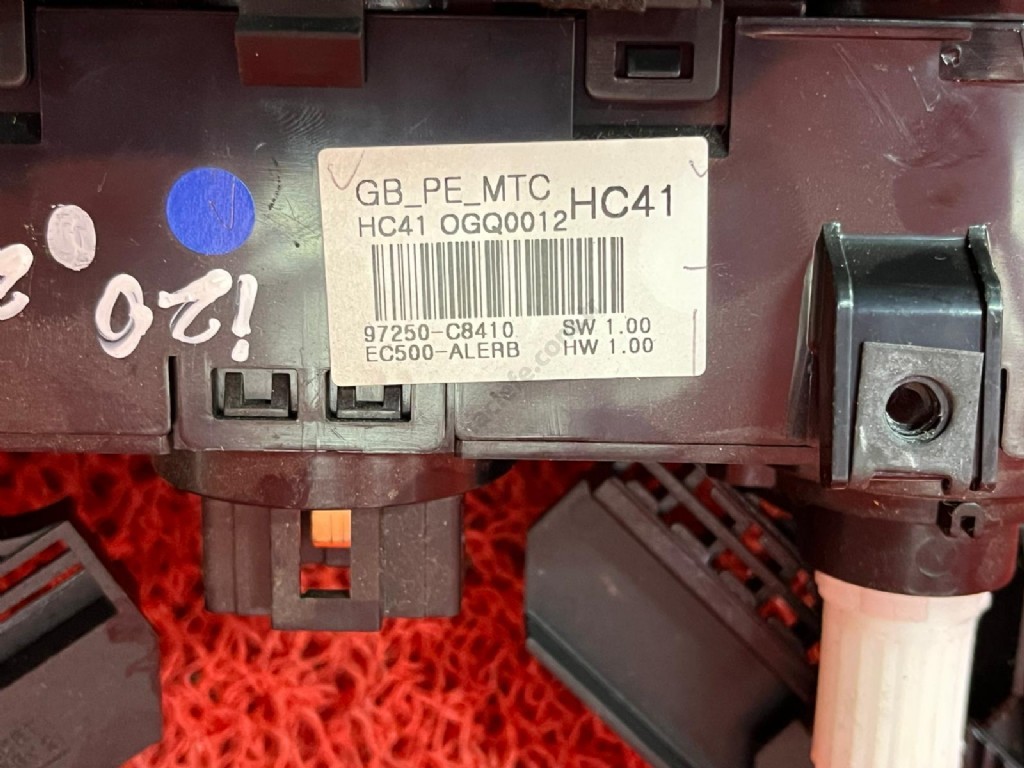 GB_PE_MTC HC41
HC41 OGQ0012
97250-C8410 SW 1.00
EC500-ALERB HW 1.00
i20